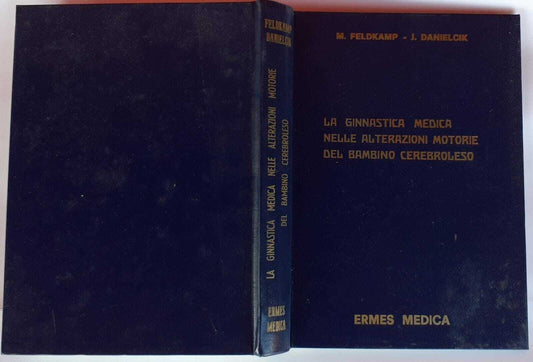 FELDKAMP
DANIELCIK
LA GINNASTICA MEDICA NELLE ALTERAZIONI MOTORIE
DEL BAMBINO CEREBROLESO
ERMES
MEDICA
M. FELDKAMP - J. DANIELCIK
LA GINNASTICA MEDICA
NELLE ALTERAZIONI MOTORIE
DEL BAMBINO CEREBROLESO
ERMES MEDICA